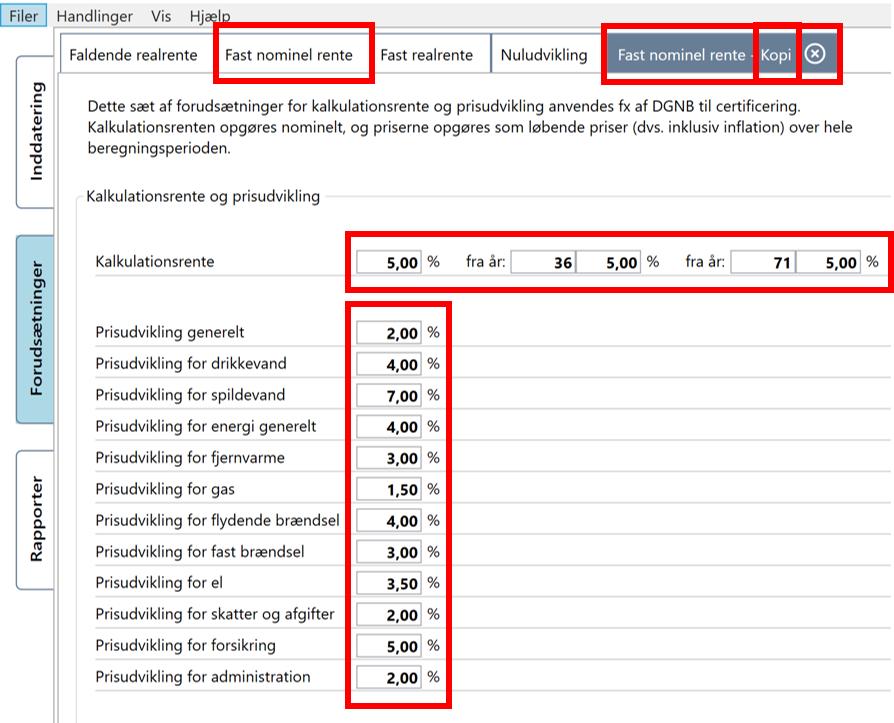 Filer Handlinger Vis Hjælp
Faldende realrente Fast nominel rente Fast realrente Nuludvikling Fast nominel rente - Kopi
Dette sæt af forudsætninger for kalkulationsrente og prisudvikling anvendes fx af DGNB til certificering.
Kalkulationsrenten opgøres nominelt, og priserne opgøres som løbende priser (dvs. inklusiv inflation) over hele
beregningsperioden.
Inddatering
Forudsætninger
Rapporter
Kalkulationsrente og prisudvikling
Kalkulationsrente 5,00 % fra år: 36 5,00 % fra år: 71 5,00 %
Prisudvikling generelt 2,00 %
Prisudvikling for drikkevand 4,00 %
Prisudvikling for spildevand 7,00 %
Prisudvikling for energi generelt 4,00 %
Prisudvikling for fjernvarme 3,00 %
Prisudvikling for gas 1,50 %
Prisudvikling for flydende brændsel 4,00 %
Prisudvikling for fast brændsel 3,00 %
Prisudvikling for el 3,50 %
Prisudvikling for skatter og afgifter 2,00 %
Prisudvikling for forsikring 5,00 %
Prisudvikling for administration 2,00 %